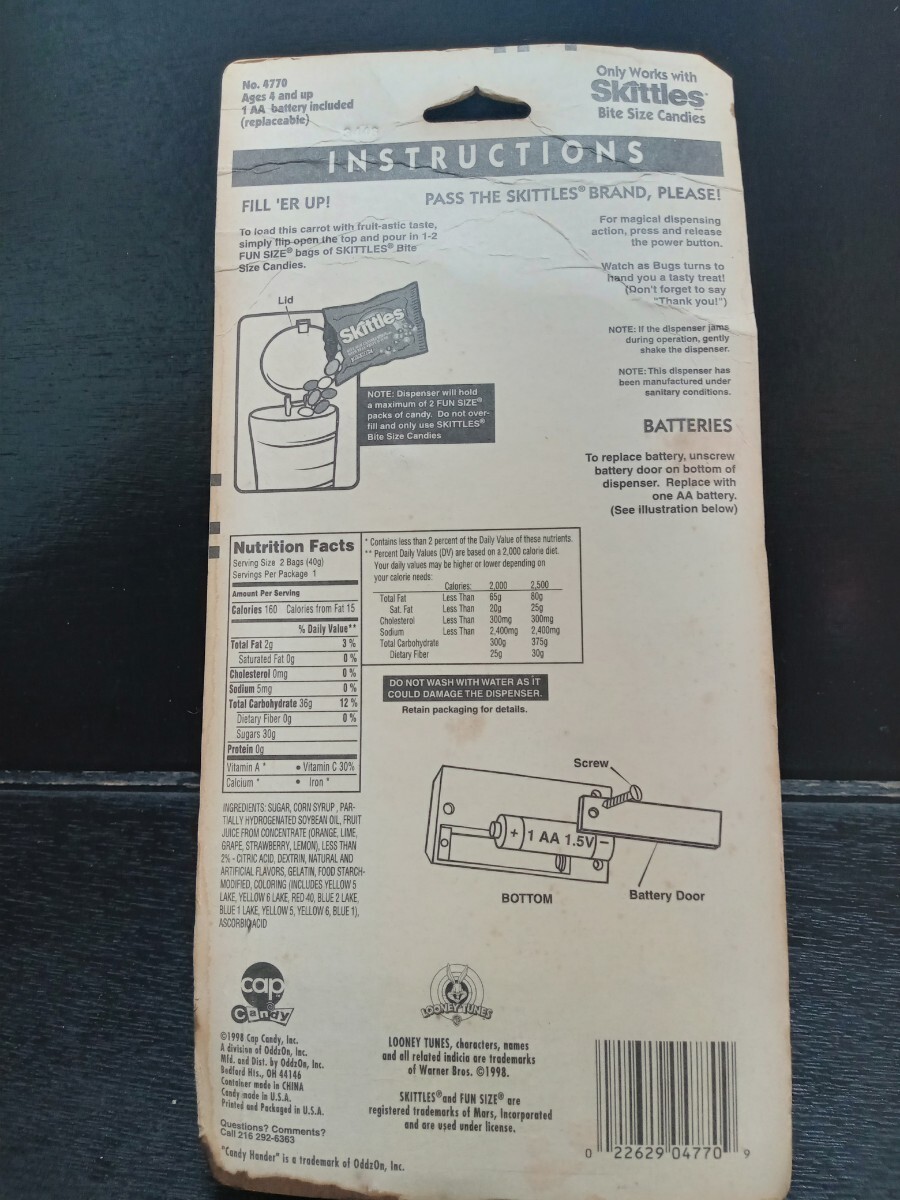 No. 4770
Ages 4 and up
1 AA battery included
(replaceable)
Only Works with
Skittles®
Bite Size Candies
INSTRUCTIONS
FILL 'ER UP!
To load this carrot with fruit-astic taste,
simply flip open the top and pour in 1-2
FUN SIZE® bags of SKITTLES® Bite
Size Candies.
Lid
Skittles
NOTE: Dispenser will hold
a maximum of 2 FUN SIZE®
packs of candy. Do not over-
fill and only use SKITTLES®
Bite Size Candies
PASS THE SKITTLES® BRAND, PLEASE!
For magical dispensing
action, press and release
the power button.
Watch as Bugs turns to
hand you a tasty treat!
(Don't forget to say
"Thank you!")
NOTE: If the dispenser jams
during operation, gently
shake the dispenser.
NOTE: This dispenser has
been manufactured under
sanitary conditions.
BATTERIES
To replace battery, unscrew
battery door on bottom of
dispenser. Replace with
one AA battery.
(See illustration below)
Nutrition Facts
Serving Size 2 Bags (40g)
Servings Per Package 1
Amount Per Serving
Calories 160 Calories from Fat 15
% Daily Value**
Total Fat 2g 3%
Saturated Fat 0g 0%
Cholesterol 0mg 0%
Sodium 5mg 0%
Total Carbohydrate 36g 12%
Dietary Fiber 0g 0%
Sugars 30g
Protein 0g
Vitamin A * • Vitamin C 30%
Calcium * • Iron *
* Contains less than 2 percent of the Daily Value of these nutrients.
** Percent Daily Values (DV) are based on a 2,000 calorie diet.
Your daily values may be higher or lower depending on
your calorie needs:
Calories: 2,000 2,500
Total Fat Less Than 65g 80g
Sat. Fat Less Than 20g 25g
Cholesterol Less Than 300mg 300mg
Sodium Less Than 2,400mg 2,400mg
Total Carbohydrate 300g 375g
Dietary Fiber 25g 30g
DO NOT WASH WITH WATER AS IT
COULD DAMAGE THE DISPENSER.
Retain packaging for details.
INGREDIENTS: SUGAR, CORN SYRUP, PAR-
TIALLY HYDROGENATED SOYBEAN OIL, FRUIT
JUICE FROM CONCENTRATE (ORANGE, LIME,
GRAPE, STRAWBERRY, LEMON), LESS THAN
2% - CITRIC ACID, DEXTRIN, NATURAL AND
ARTIFICIAL FLAVORS, GELATIN, FOOD STARCH-
MODIFIED, COLORING (INCLUDES YELLOW 5
LAKE, YELLOW 6 LAKE, RED 40, BLUE 2 LAKE,
BLUE 1 LAKE, YELLOW 5, YELLOW 6, BLUE 1),
ASCORBIC ACID
Screw
+ 1 AA 1.5V -
BOTTOM
Battery Door
cap
Candy
©1998 Cap Candy, Inc.
A division of OddzOn, Inc.
Mfd. and Dist. by OddzOn, Inc.
Bedford Hts., OH 44146
Container made in CHINA
Candy made in U.S.A.
Printed and Packaged in U.S.A.
Questions? Comments?
Call 216 292-6363
"Candy Hander" is a trademark of OddzOn, Inc.
LOONEY TUNES
LOONEY TUNES, characters, names
and all related indicia are trademarks
of Warner Bros. ©1998.
SKITTLES® and FUN SIZE® are
registered trademarks of Mars, Incorporated
and are used under license.
0 22629 04770 9